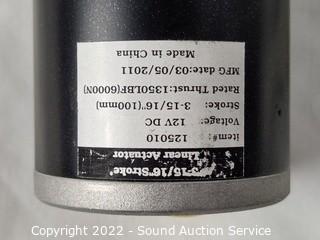 3-15/16"Stroke'
Linear Actuator
item#: 125010
Voltage: 12V DC
Stroke: 3-15/16"(100mm)
Rated Thrust:1350LBF(6000N)
MFG date:03/05/2011
Made in China
Copyright 2022 - Sound Auction Service